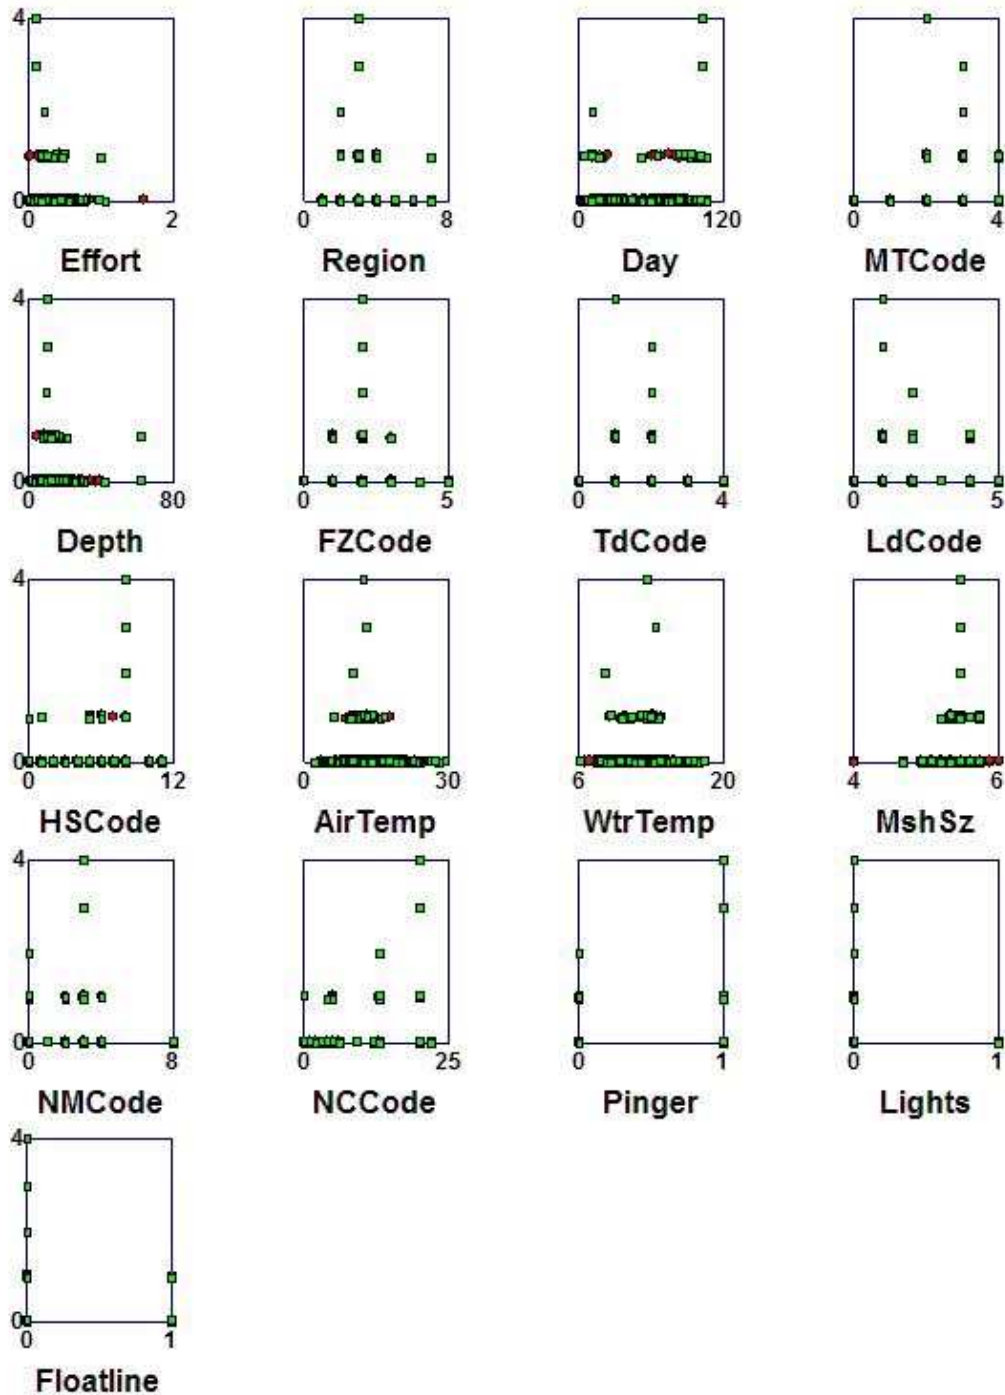 4
0
0 2 0 8 0 120 0 4
Effort Region Day MTCode
4
0
0 80 0 5 0 4 0 5
Depth FZCode TdCode LdCode
4
0
0 12 0 30 6 20 4 6
HSCode AirTemp WtrTemp MshSz
4
0
0 8 0 25 0 1 0 1
NMCode NCCode Pinger Lights
4
0
0 1
Floatline